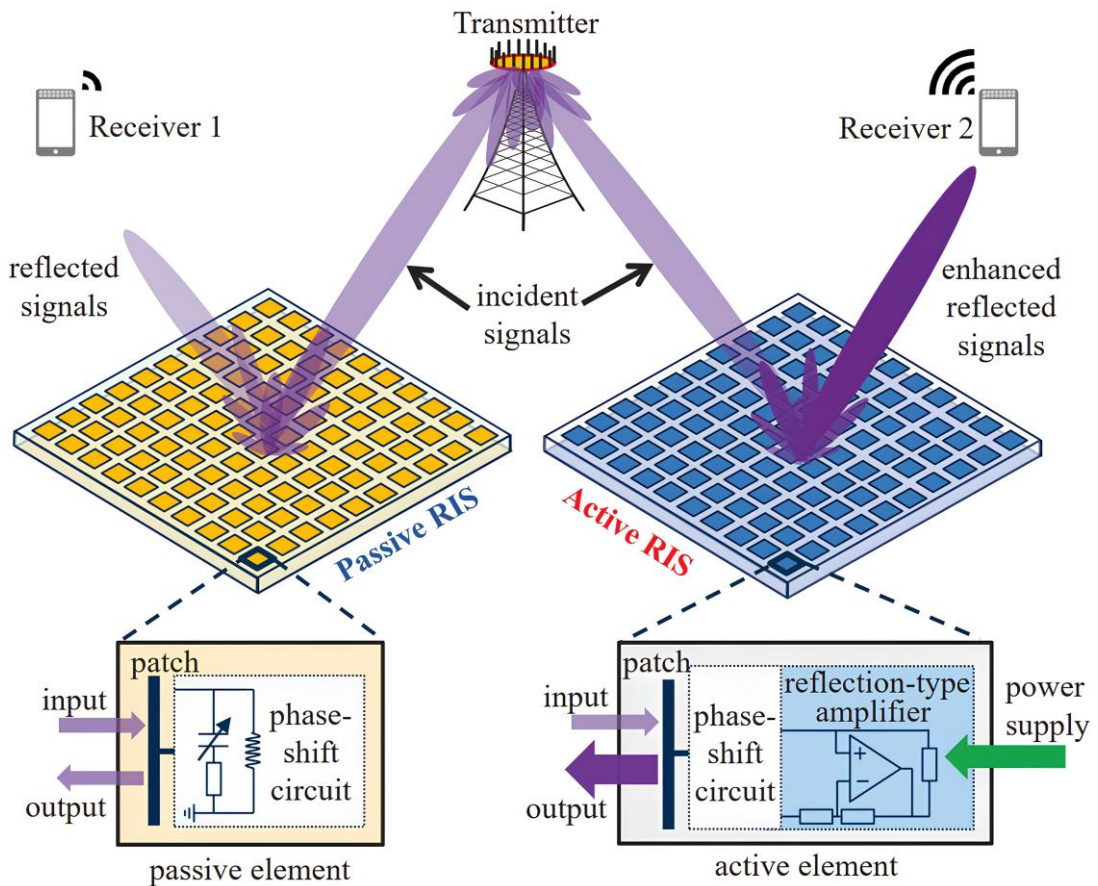 Transmitter
Receiver 1
Receiver 2
reflected
signals
incident
signals
enhanced
reflected
signals
Passive RIS
Active RIS
patch
input
output
phase-
shift
circuit
passive element
patch
input
output
phase-
shift
circuit
reflection-type
amplifier
+
−
power
supply
active element